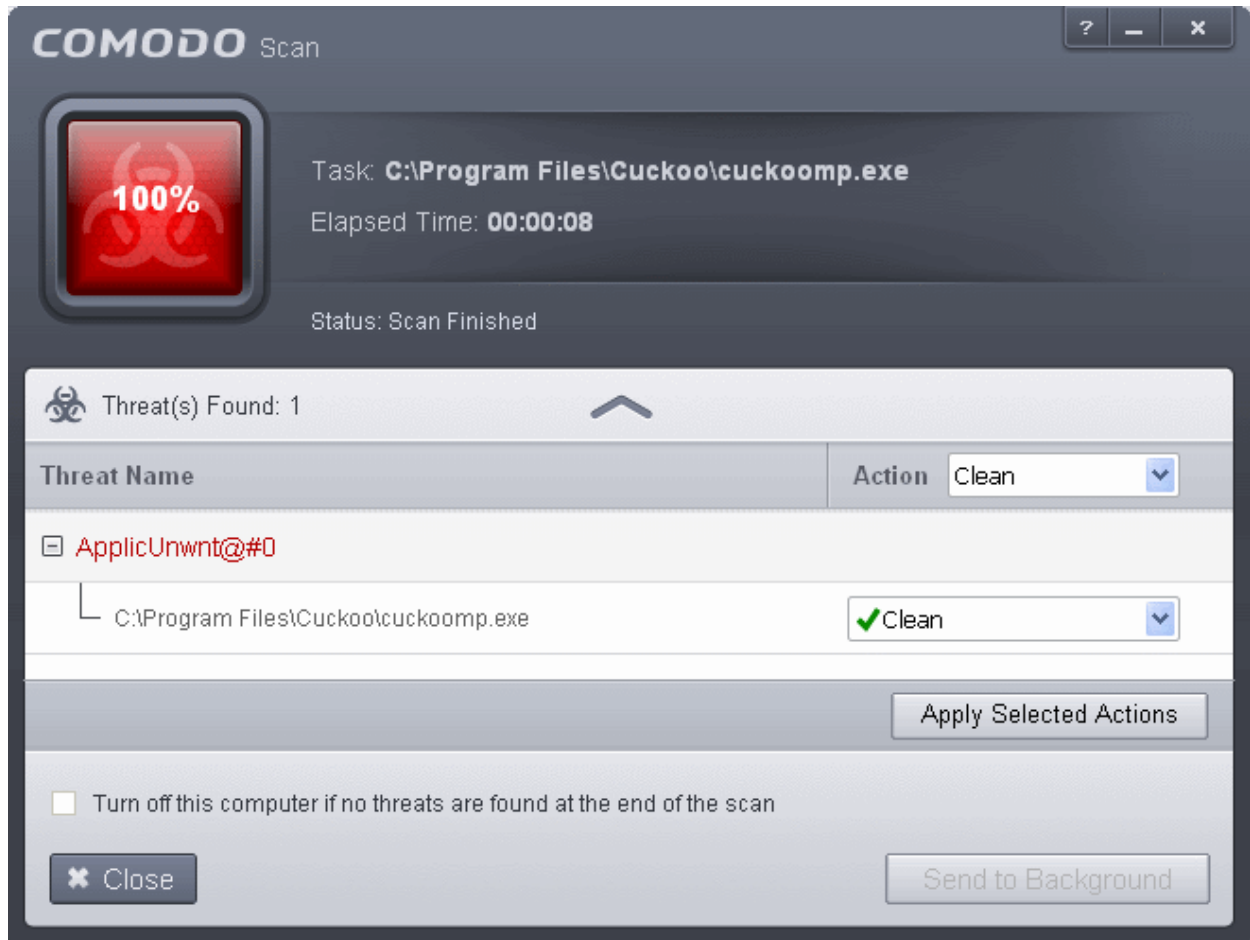 COMODO Scan
?
100%
Task: C:\Program Files\Cuckoo\cuckoomp.exe
Elapsed Time: 00:00:08
Status: Scan Finished
Threat(s) Found: 1
Threat Name
Action
Clean
ApplicUnwnt@#0
C:\Program Files\Cuckoo\cuckoomp.exe
Clean
Apply Selected Actions
Turn off this computer if no threats are found at the end of the scan
Close
Send to Background